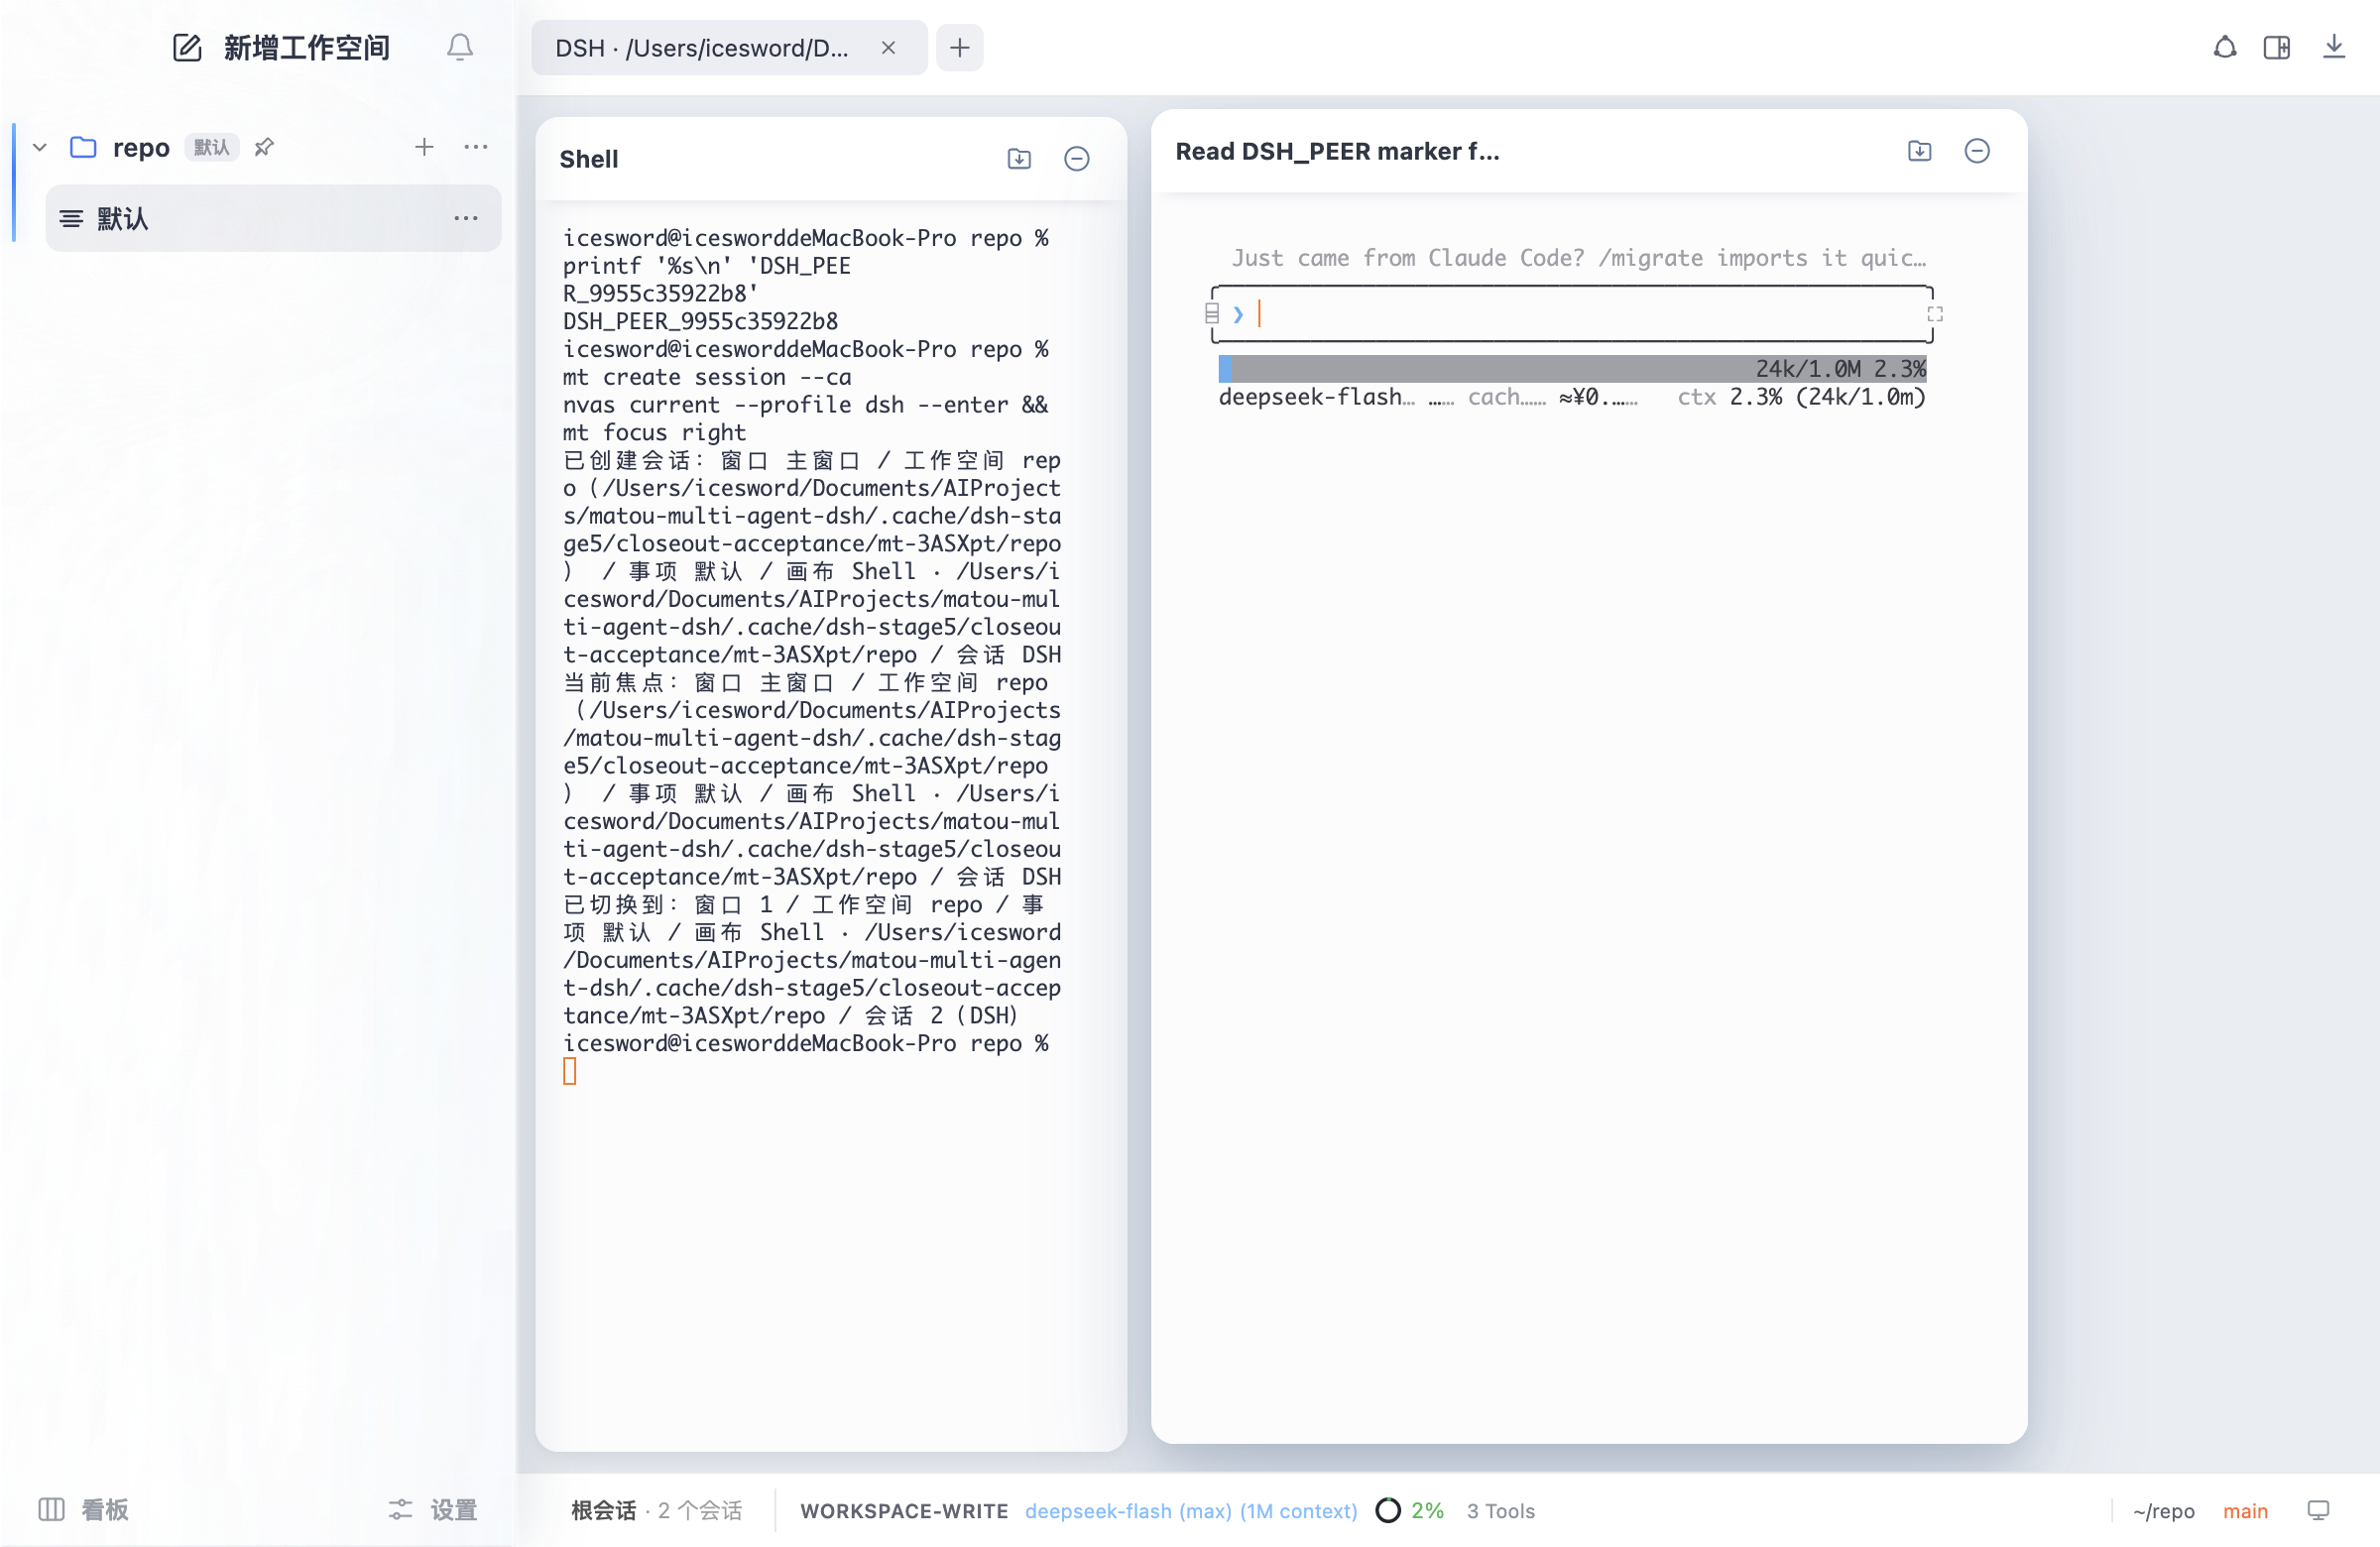 新增工作空间
DSH · /Users/icesword/D...
repo 默认
默认
Shell
icesword@icesworddeMacBook-Pro repo %
printf '%s\n' 'DSH_PEE
R_9955c35922b8'
DSH_PEER_9955c35922b8
icesword@icesworddeMacBook-Pro repo %
mt create session --ca
nvas current --profile dsh --enter &&
mt focus right
已创建会话：窗口 主窗口 / 工作空间 rep
o（/Users/icesword/Documents/AIProject
s/matou-multi-agent-dsh/.cache/dsh-sta
ge5/closeout-acceptance/mt-3ASXpt/repo
） / 事项 默认 / 画布 Shell · /Users/i
cesword/Documents/AIProjects/matou-mul
ti-agent-dsh/.cache/dsh-stage5/closeou
t-acceptance/mt-3ASXpt/repo / 会话 DSH
当前焦点：窗口 主窗口 / 工作空间 repo
（/Users/icesword/Documents/AIProjects
/matou-multi-agent-dsh/.cache/dsh-stag
e5/closeout-acceptance/mt-3ASXpt/repo
） / 事项 默认 / 画布 Shell · /Users/i
cesword/Documents/AIProjects/matou-mul
ti-agent-dsh/.cache/dsh-stage5/closeou
t-acceptance/mt-3ASXpt/repo / 会话 DSH
已切换到：窗口 1 / 工作空间 repo / 事
项 默认 / 画布 Shell · /Users/icesword
/Documents/AIProjects/matou-multi-agen
t-dsh/.cache/dsh-stage5/closeout-accep
tance/mt-3ASXpt/repo / 会话 2（DSH）
icesword@icesworddeMacBook-Pro repo %
Read DSH_PEER marker f...
Just came from Claude Code? /migrate imports it quic…
❯
24k/1.0M 2.3%
deepseek-flash… …… cach…… ≈¥0.…… ctx 2.3% (24k/1.0m)
看板
设置
根会话 · 2 个会话
WORKSPACE-WRITE deepseek-flash (max) (1M context) 2% 3 Tools
~/repo main